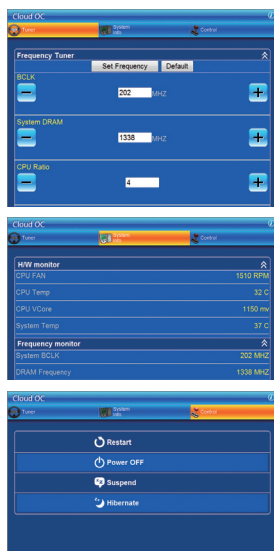 Cloud OC
Tuner System Info Control
Frequency Tuner
Set Frequency Default
BCLK
202 MHZ
System DRAM
1338 MHZ
CPU Ratio
4
Cloud OC
Tuner System Info Control
H/W monitor
CPU FAN 1510 RPM
CPU Temp 32 C
CPU VCore 1150 mv
System Temp 37 C
Frequency monitor
System BCLK 202 MHZ
DRAM Frequency 1338 MHZ
Cloud OC
Tuner System Info Control
Restart
Power OFF
Suspend
Hibernate